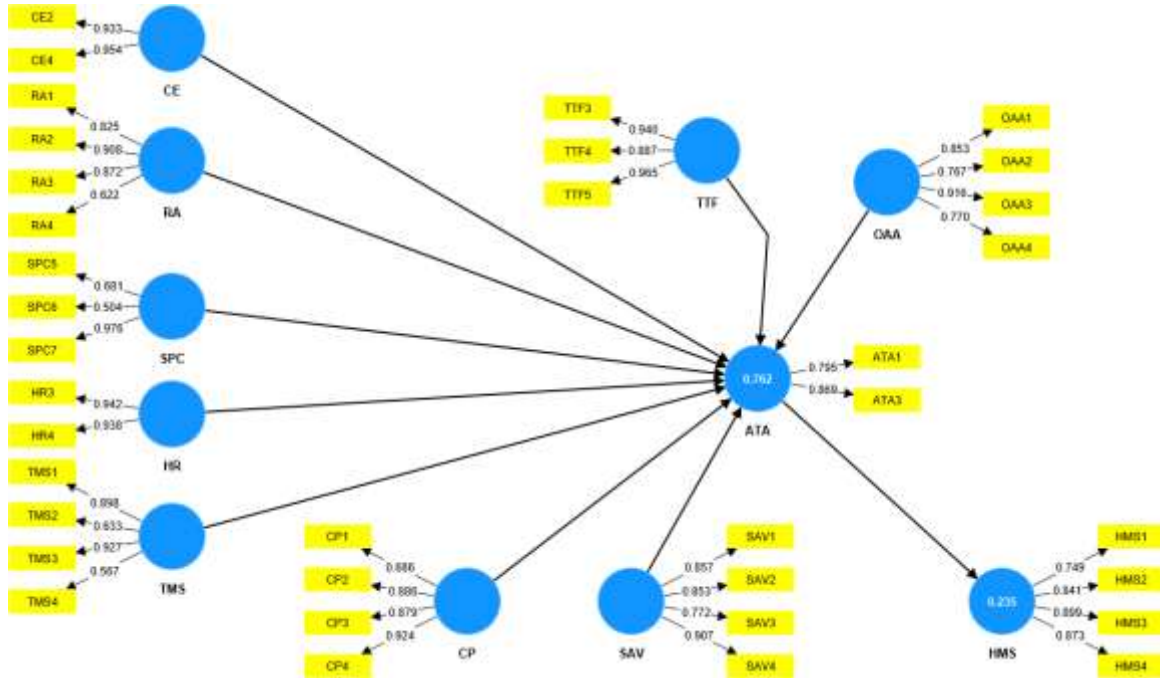 CE2
0.933
CE4
0.954
CE
RA1
0.825
RA2
0.908
RA3
0.872
RA4
0.622
RA
SPC5
0.681
SPC6
0.504
SPC7
0.976
SPC
HR3
0.942
HR4
0.938
HR
TMS1
0.898
TMS2
0.633
TMS3
0.927
TMS4
0.567
TMS
TTF3
0.940
TTF4
0.887
TTF5
0.965
TTF
OAA1
0.853
OAA2
0.767
OAA3
0.916
OAA4
0.770
OAA
0.762
ATA1
0.795
ATA3
0.869
ATA
CP1
0.886
CP2
0.886
CP3
0.879
CP4
0.924
CP
SAV1
0.857
SAV2
0.853
SAV3
0.772
SAV4
0.907
SAV
0.235
HMS1
0.749
HMS2
0.841
HMS3
0.899
HMS4
0.873
HMS